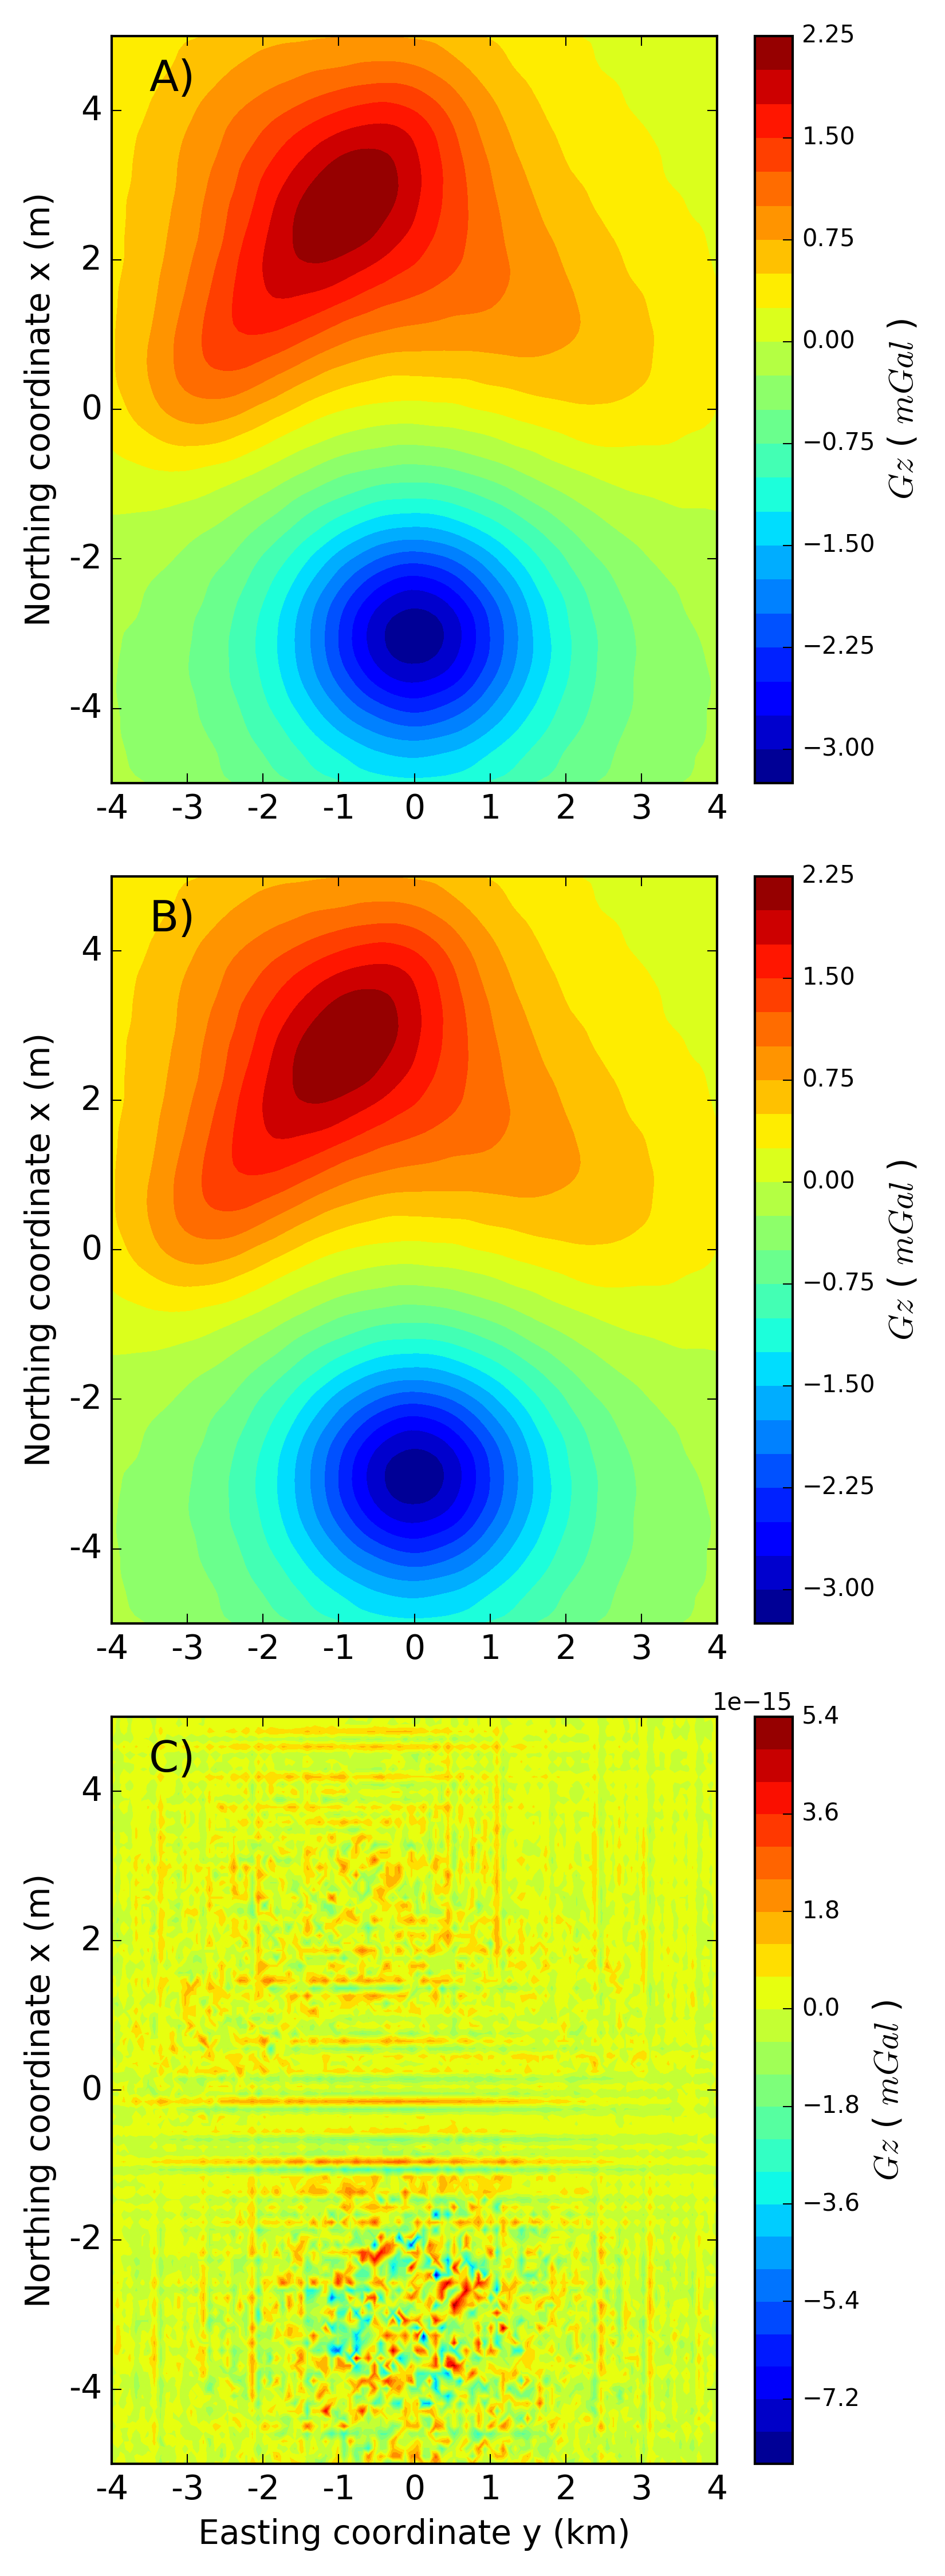 A)
Northing coordinate x (m)
4
2
0
-2
-4
-4 -3 -2 -1 0 1 2 3 4
2.25
1.50
0.75
0.00
−0.75
−1.50
−2.25
−3.00
Gz ( mGal )
B)
Northing coordinate x (m)
4
2
0
-2
-4
-4 -3 -2 -1 0 1 2 3 4
2.25
1.50
0.75
0.00
−0.75
−1.50
−2.25
−3.00
Gz ( mGal )
C)
Northing coordinate x (m)
4
2
0
-2
-4
-4 -3 -2 -1 0 1 2 3 4
Easting coordinate y (km)
1e−15
5.4
3.6
1.8
0.0
−1.8
−3.6
−5.4
−7.2
Gz ( mGal )